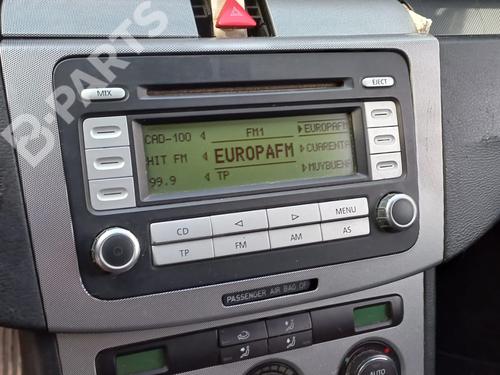 B-PARTS
MIX
EJECT
CAD-100 FM1 EUROPAFM
HIT FM EUROPAFM CUARENTA
99.9 TP MUYBUENA
CD MENU
TP FM AM AS
PASSENGER AIR BAG OFF
AUTO